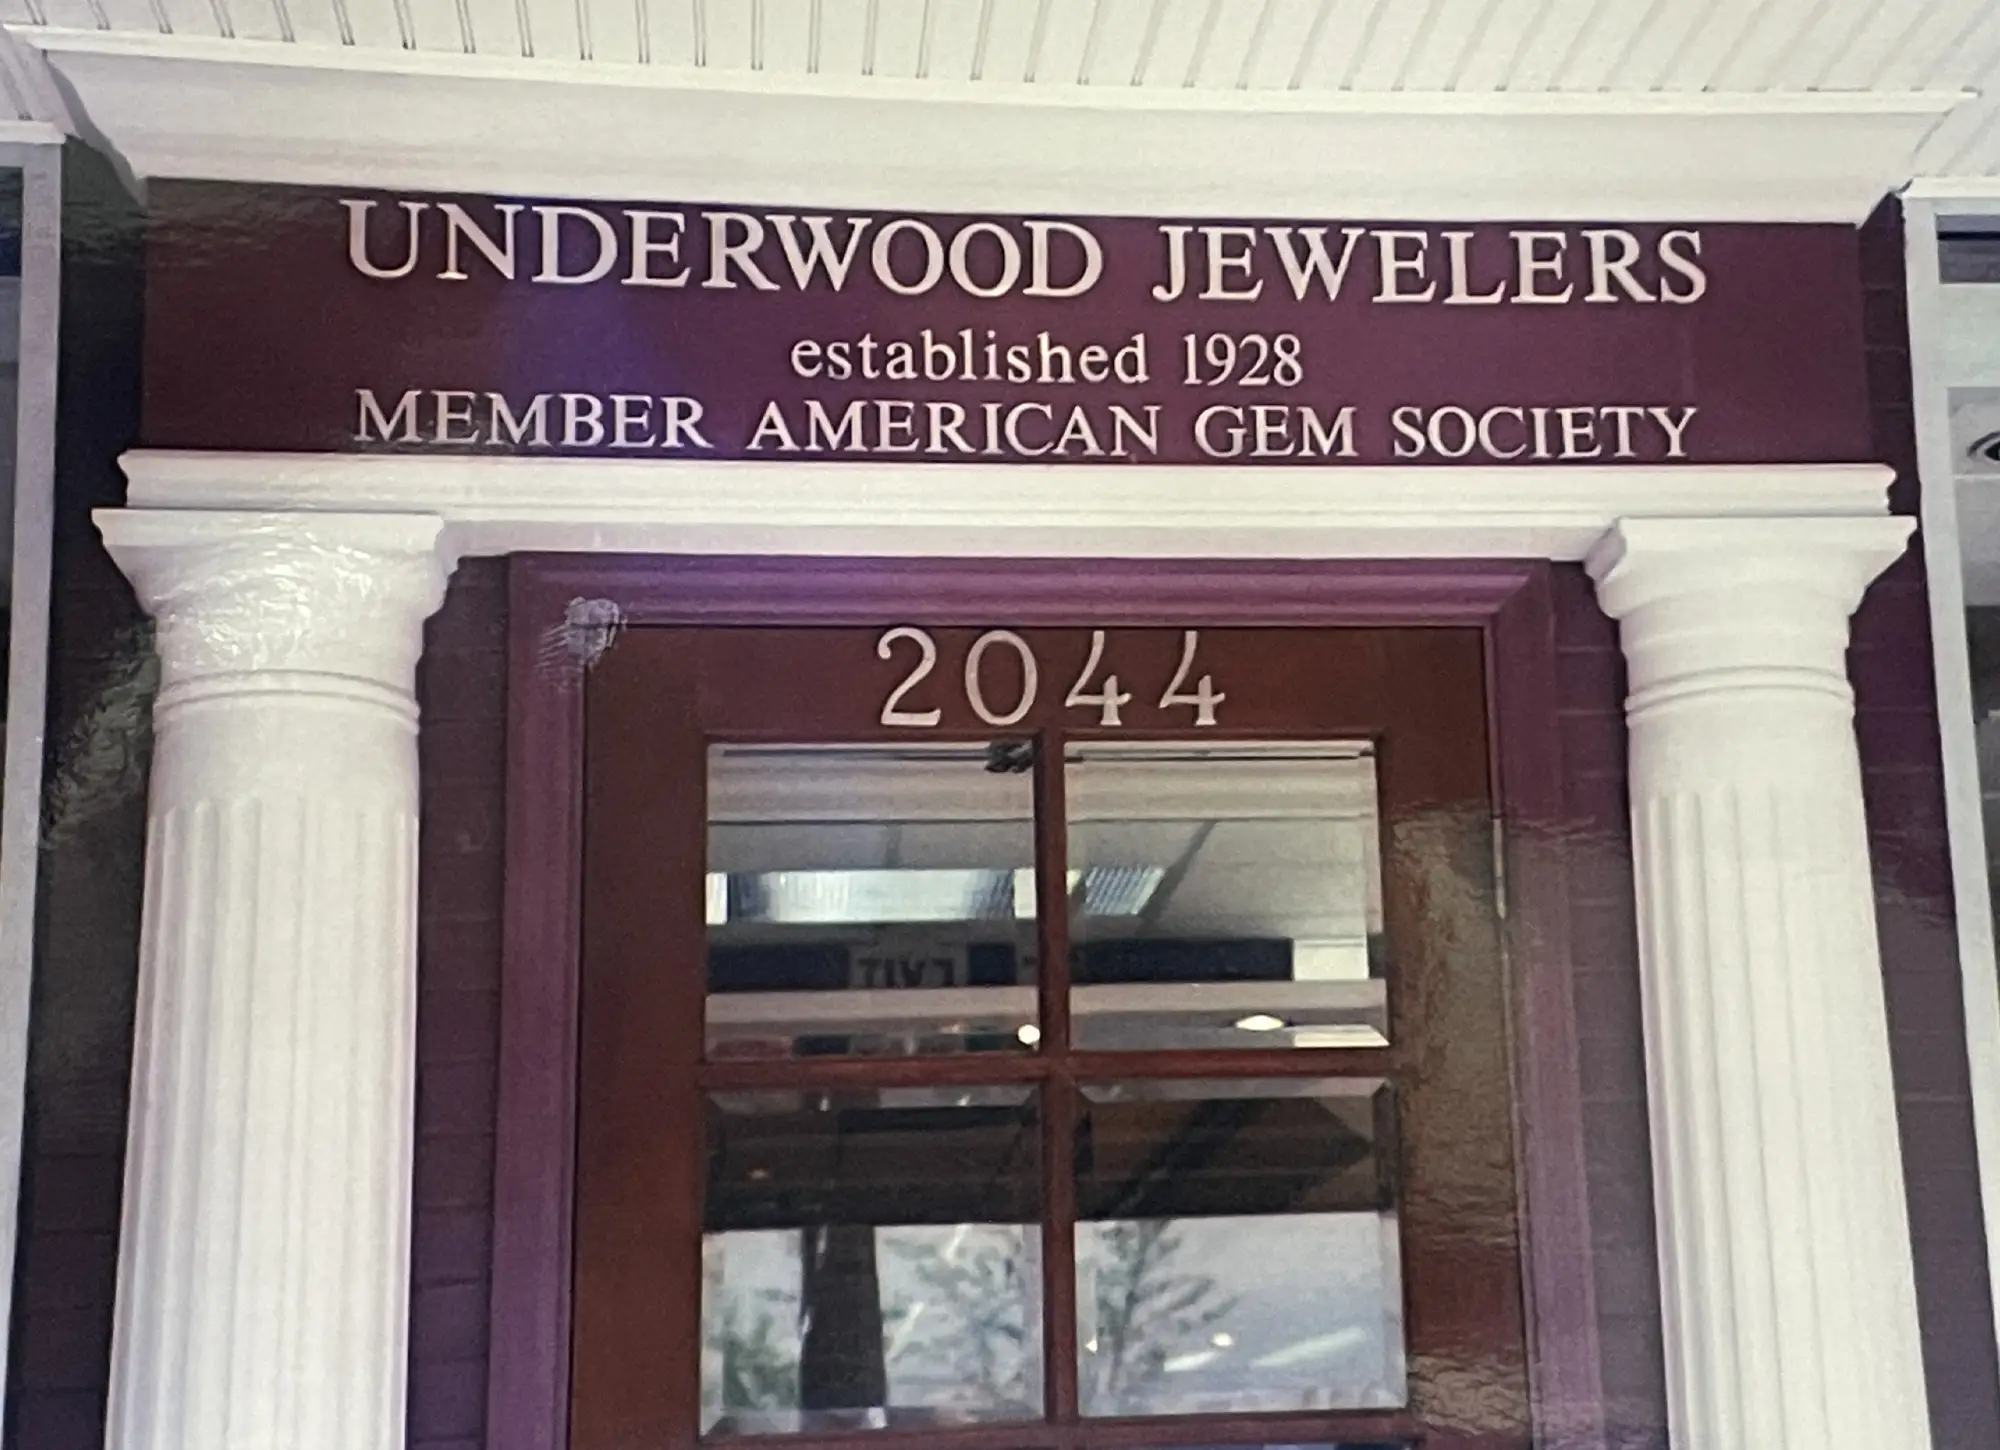 UNDERWOOD JEWELERS
established 1928
MEMBER AMERICAN GEM SOCIETY
2044